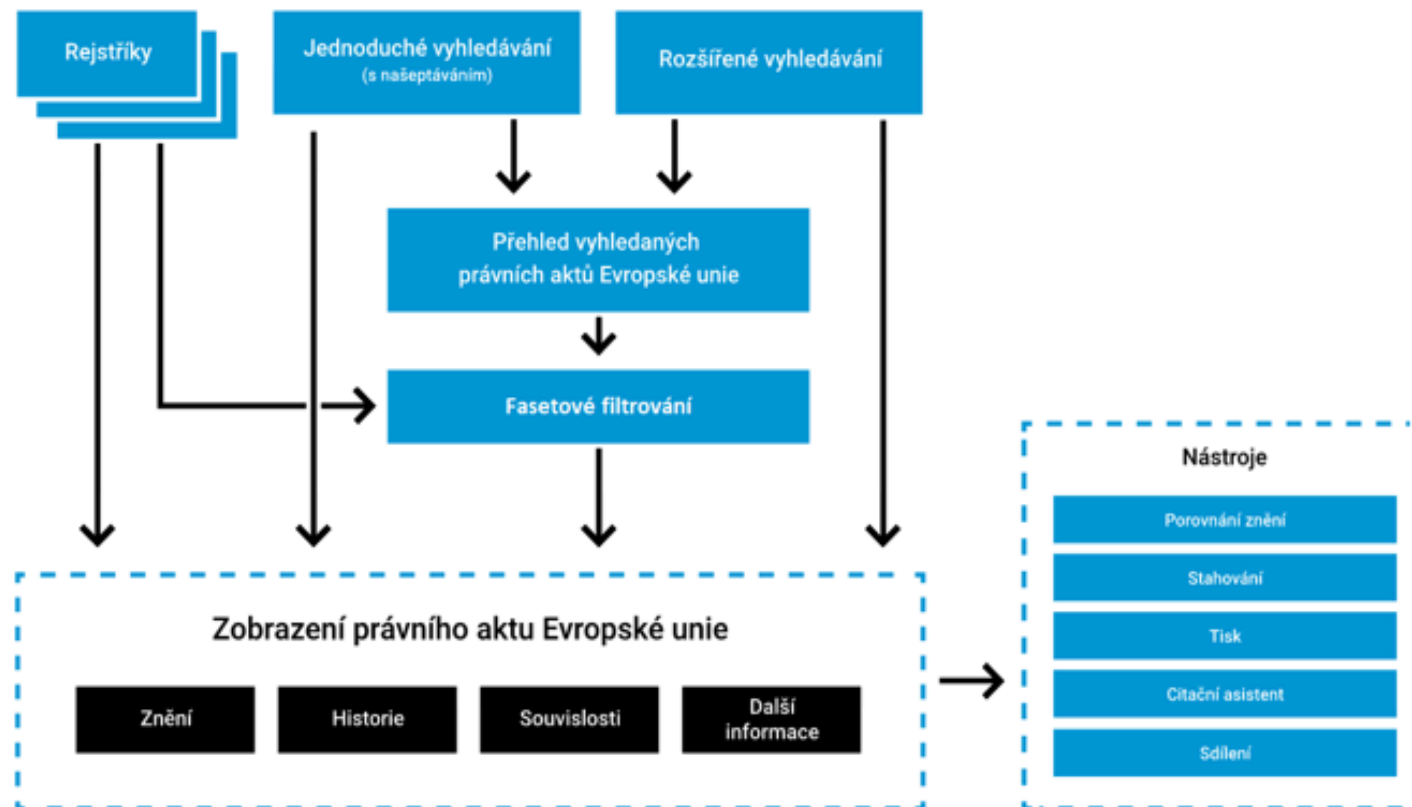 Rejstříky
Jednoduché vyhledávání
(s našeptáváním)
Rozšířené vyhledávání
Přehled vyhledaných
právních aktů Evropské unie
Fasetové filtrování
Zobrazení právního aktu Evropské unie
Znění
Historie
Souvislosti
Další
informace
Nástroje
Porovnání znění
Stahování
Tisk
Citační asistent
Sdílení